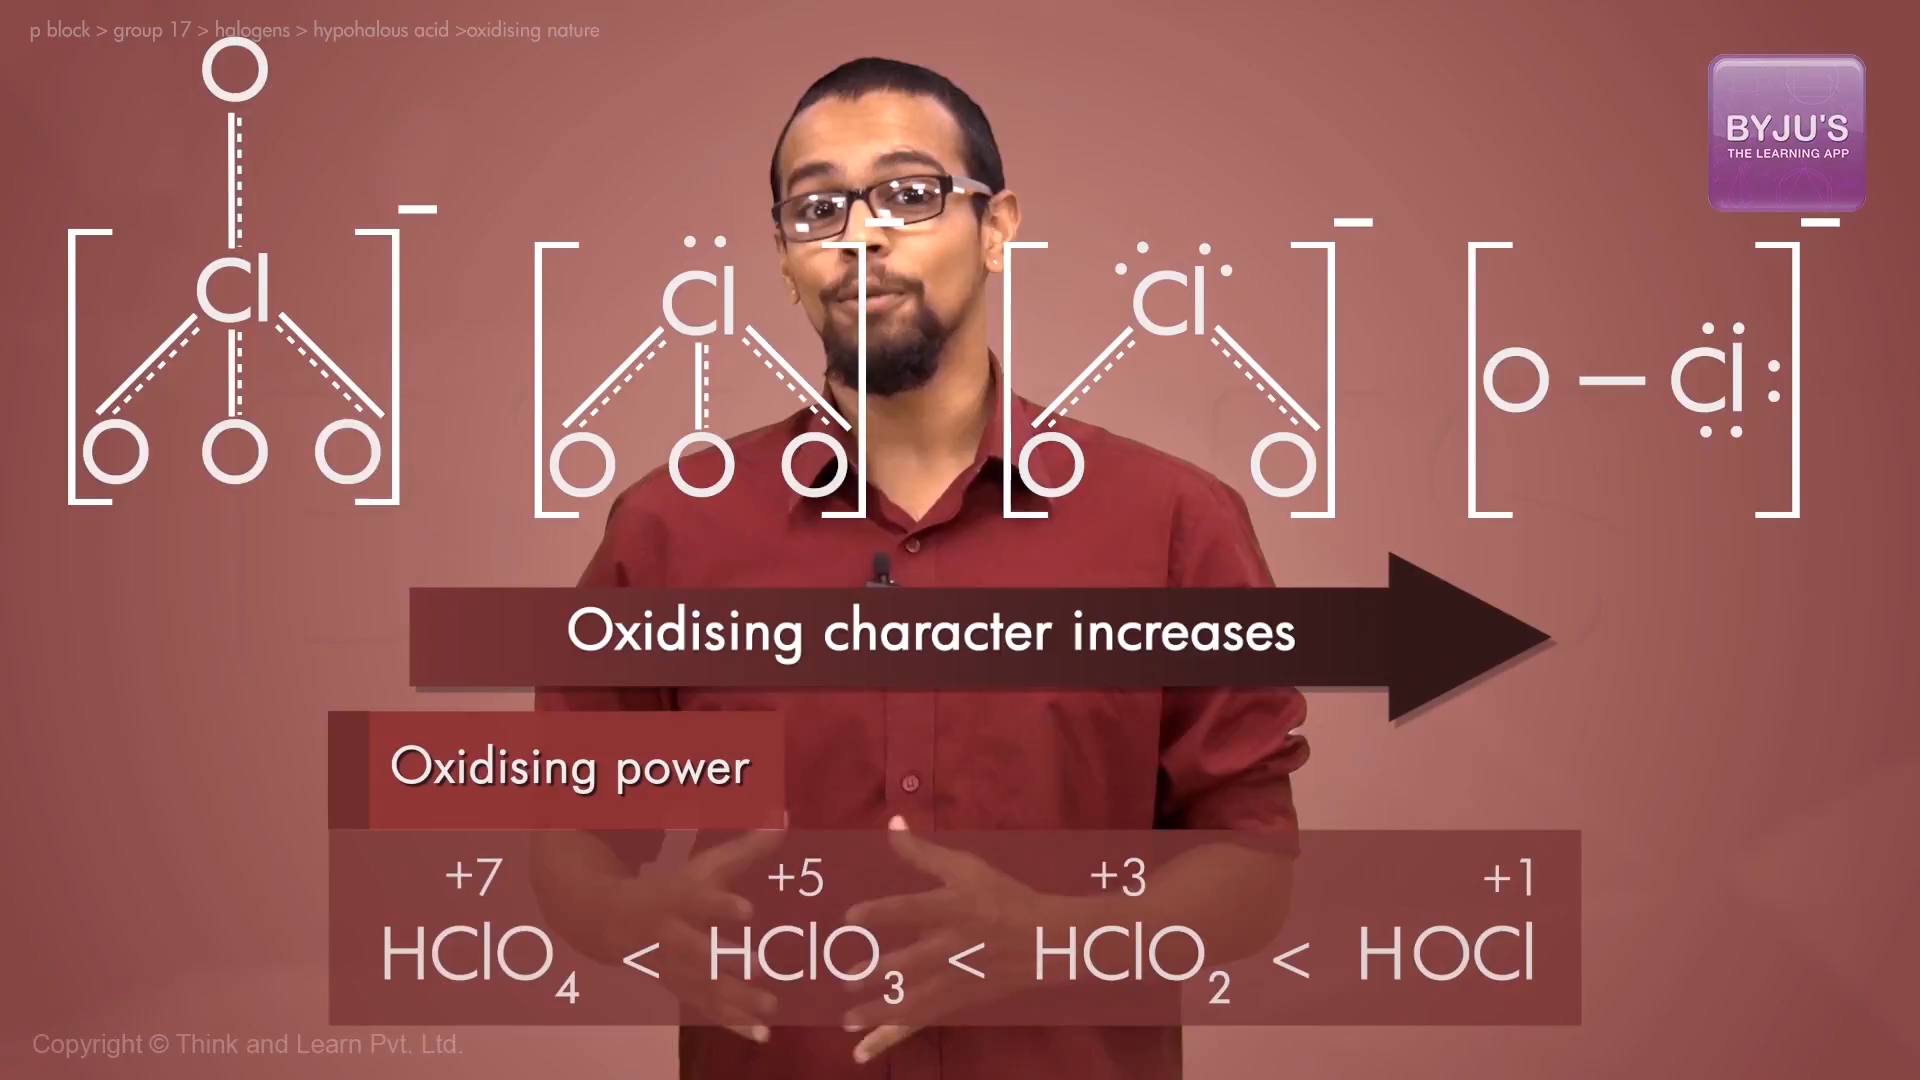 p block > group 17 > halogens > hypohalous acid >oxidising nature
BYJU'S
THE LEARNING APP
O
Cl
O O O
Cl
O O O
Cl
O O
O – Cl
Oxidising character increases
Oxidising power
+7 +5 +3 +1
HClO4 < HClO3 < HClO2 < HOCl
Copyright © Think and Learn Pvt. Ltd.